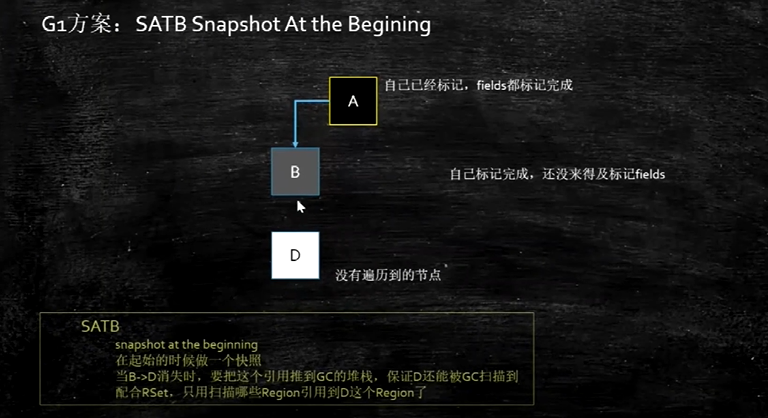 G1方案：SATB Snapshot At the Begining
A
自己已经标记，fields都标记完成
B
自己标记完成，还没来得及标记fields
D
没有遍历到的节点
SATB
snapshot at the beginning
在起始的时候做一个快照
当B->D消失时，要把这个引用推到GC的堆栈，保证D还能被GC扫描到
配合RSet，只用扫描哪些Region引用到D这个Region了